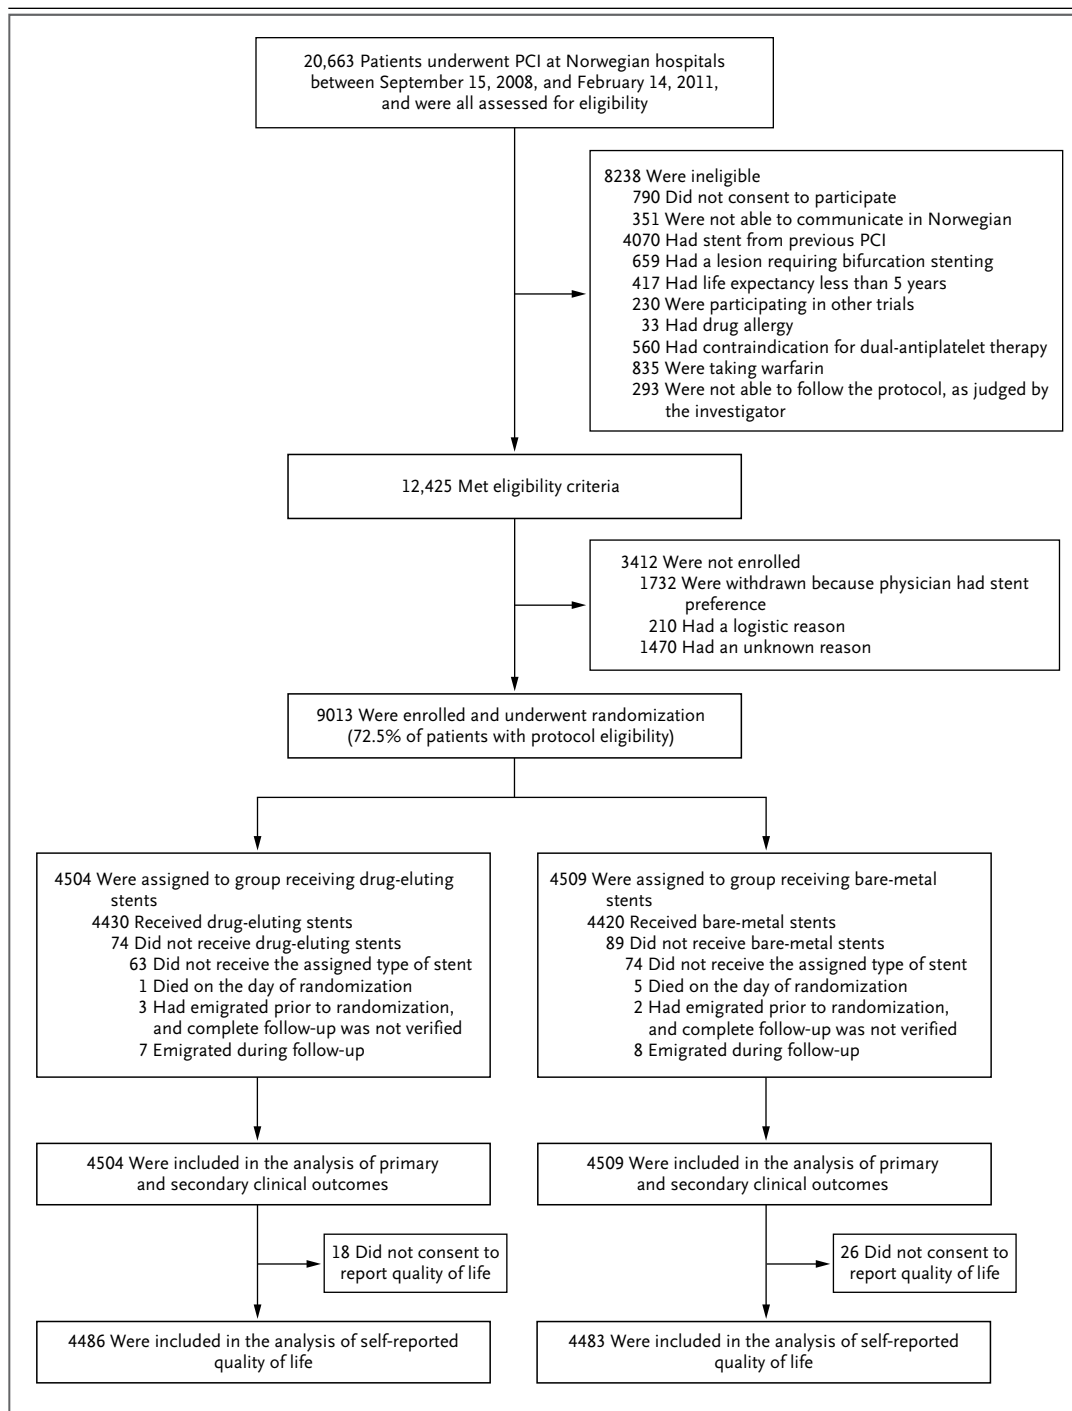 20,663 Patients underwent PCI at Norwegian hospitals
between September 15, 2008, and February 14, 2011,
and were all assessed for eligibility
8238 Were ineligible
790 Did not consent to participate
351 Were not able to communicate in Norwegian
4070 Had stent from previous PCI
659 Had a lesion requiring bifurcation stenting
417 Had life expectancy less than 5 years
230 Were participating in other trials
33 Had drug allergy
560 Had contraindication for dual-antiplatelet therapy
835 Were taking warfarin
293 Were not able to follow the protocol, as judged by
the investigator
12,425 Met eligibility criteria
3412 Were not enrolled
1732 Were withdrawn because physician had stent
preference
210 Had a logistic reason
1470 Had an unknown reason
9013 Were enrolled and underwent randomization
(72.5% of patients with protocol eligibility)
4504 Were assigned to group receiving drug-eluting
stents
4430 Received drug-eluting stents
74 Did not receive drug-eluting stents
63 Did not receive the assigned type of stent
1 Died on the day of randomization
3 Had emigrated prior to randomization,
and complete follow-up was not verified
7 Emigrated during follow-up
4509 Were assigned to group receiving bare-metal
stents
4420 Received bare-metal stents
89 Did not receive bare-metal stents
74 Did not receive the assigned type of stent
5 Died on the day of randomization
2 Had emigrated prior to randomization,
and complete follow-up was not verified
8 Emigrated during follow-up
4504 Were included in the analysis of primary
and secondary clinical outcomes
4509 Were included in the analysis of primary
and secondary clinical outcomes
18 Did not consent to
report quality of life
26 Did not consent to
report quality of life
4486 Were included in the analysis of self-reported
quality of life
4483 Were included in the analysis of self-reported
quality of life